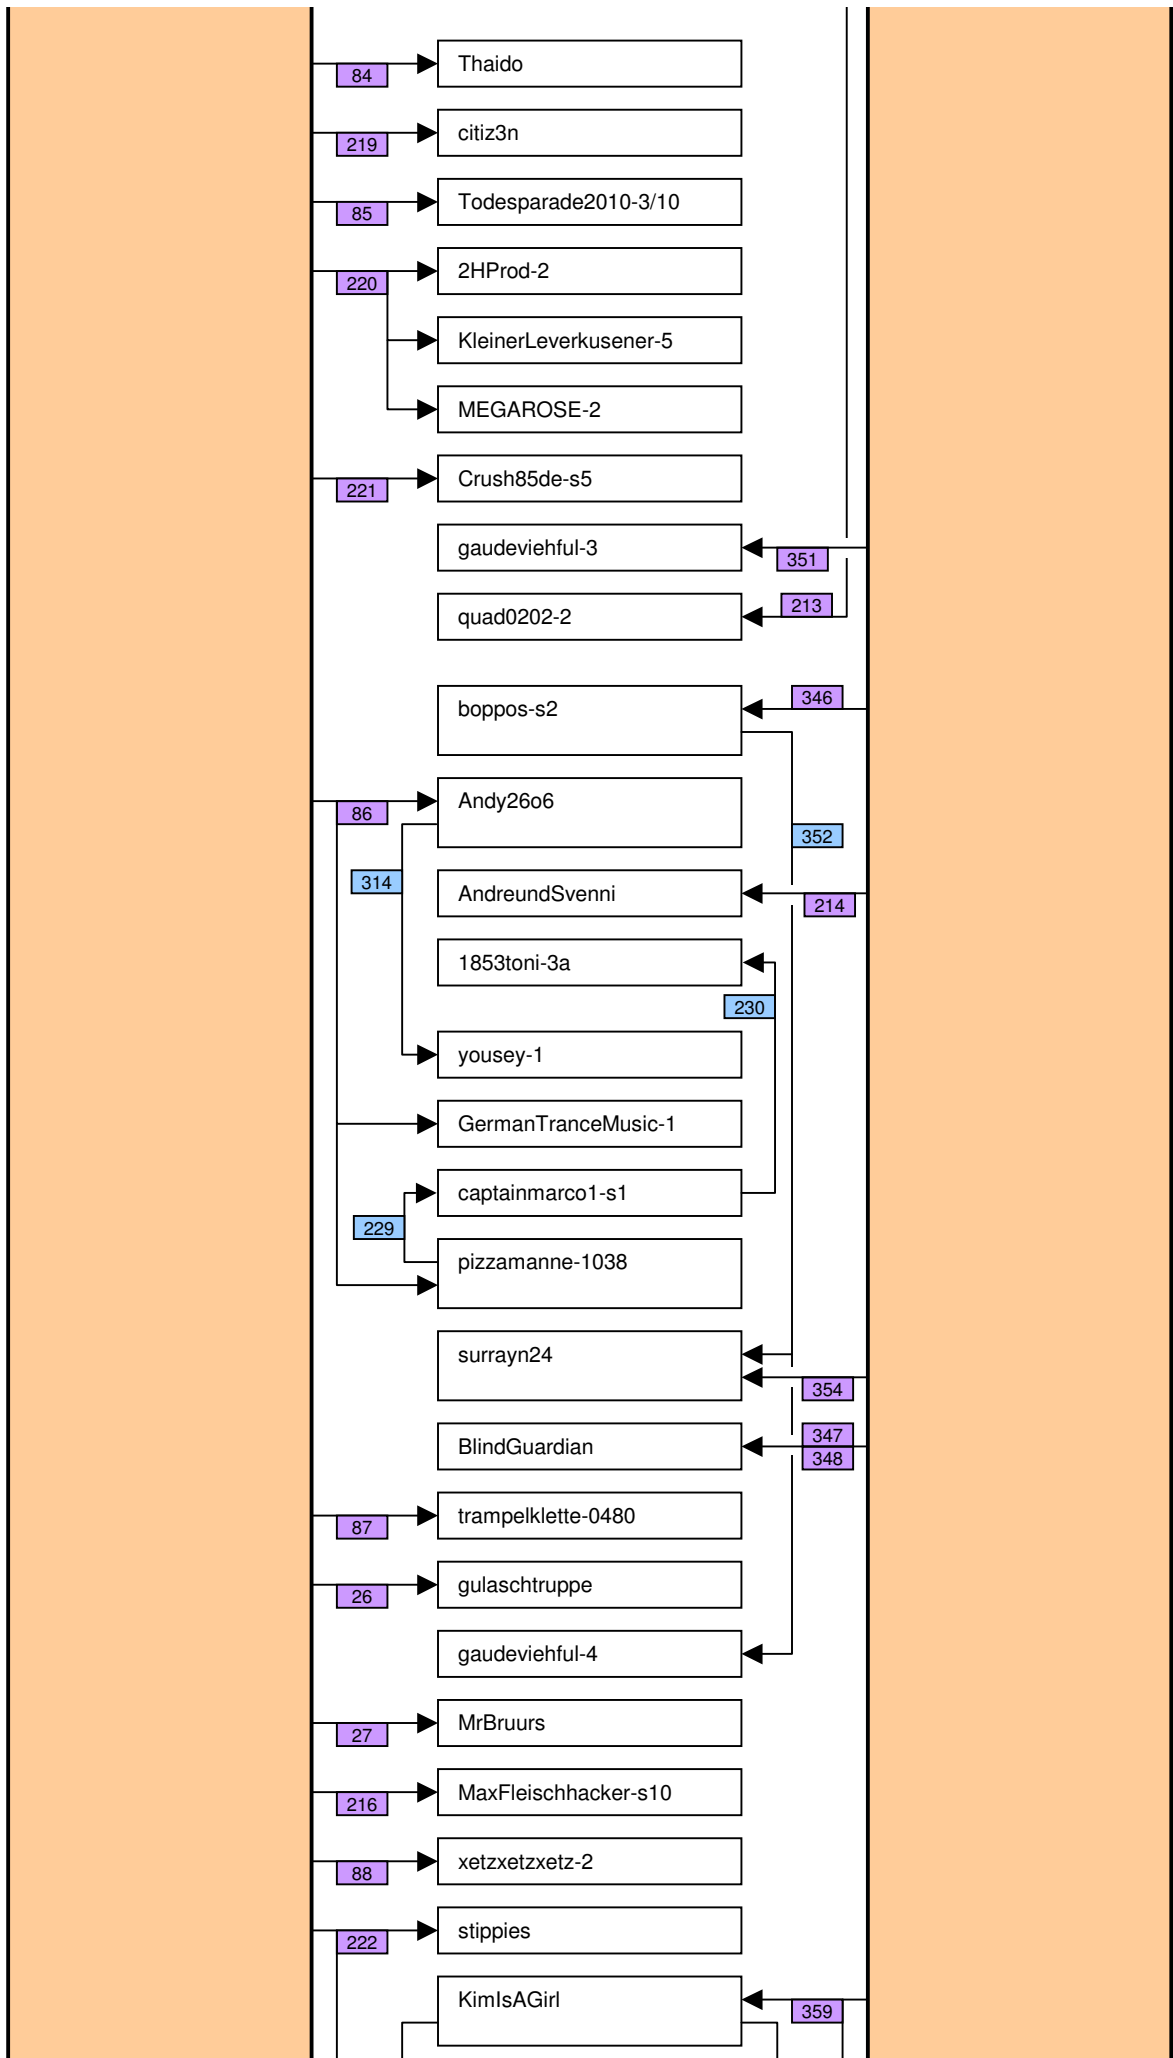 Thaido
84
citiz3n
219
Todesparade2010-3/10
85
2HProd-2
220
KleinerLeverkusener-5
MEGAROSE-2
Crush85de-s5
221
gaudeviehful-3
351
213
quad0202-2
346
boppos-s2
Andy26o6
86
352
314
AndreundSvenni
214
1853toni-3a
230
yousey-1
GermanTranceMusic-1
captainmarco1-s1
229
pizzamanne-1038
surrayn24
354
347
BlindGuardian
348
trampelklette-0480
87
gulaschtruppe
26
gaudeviehful-4
MrBruurs
27
MaxFleischhacker-s10
216
xetzxetzxetz-2
88
stippies
222
KimIsAGirl
359